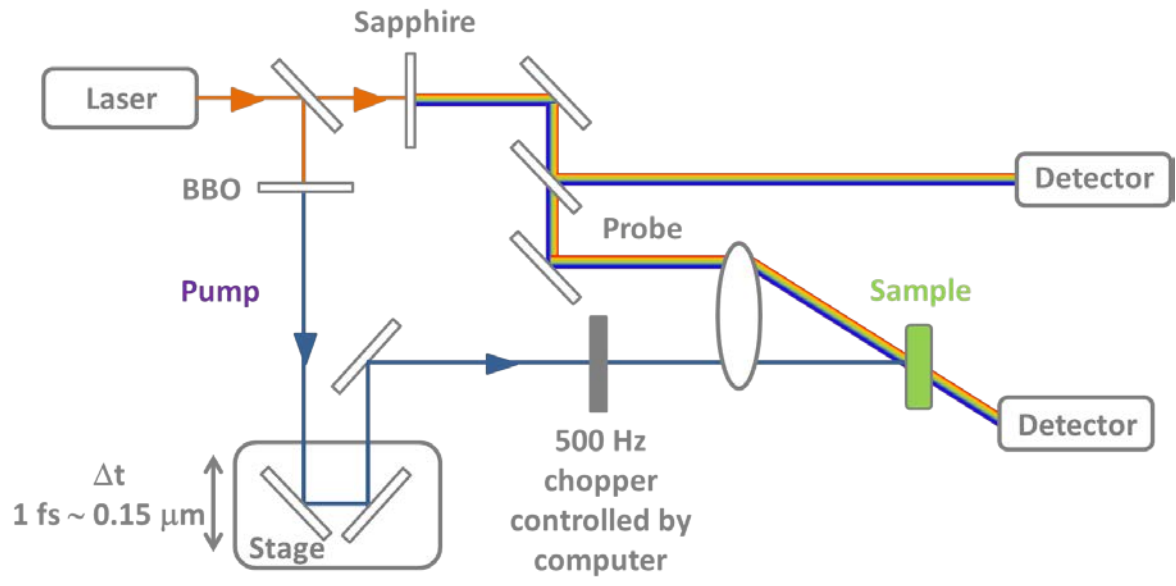 Sapphire
Laser
BBO
Detector
Probe
Pump
Sample
Detector
Δt
1 fs ~ 0.15 μm
Stage
500 Hz
chopper
controlled by
computer